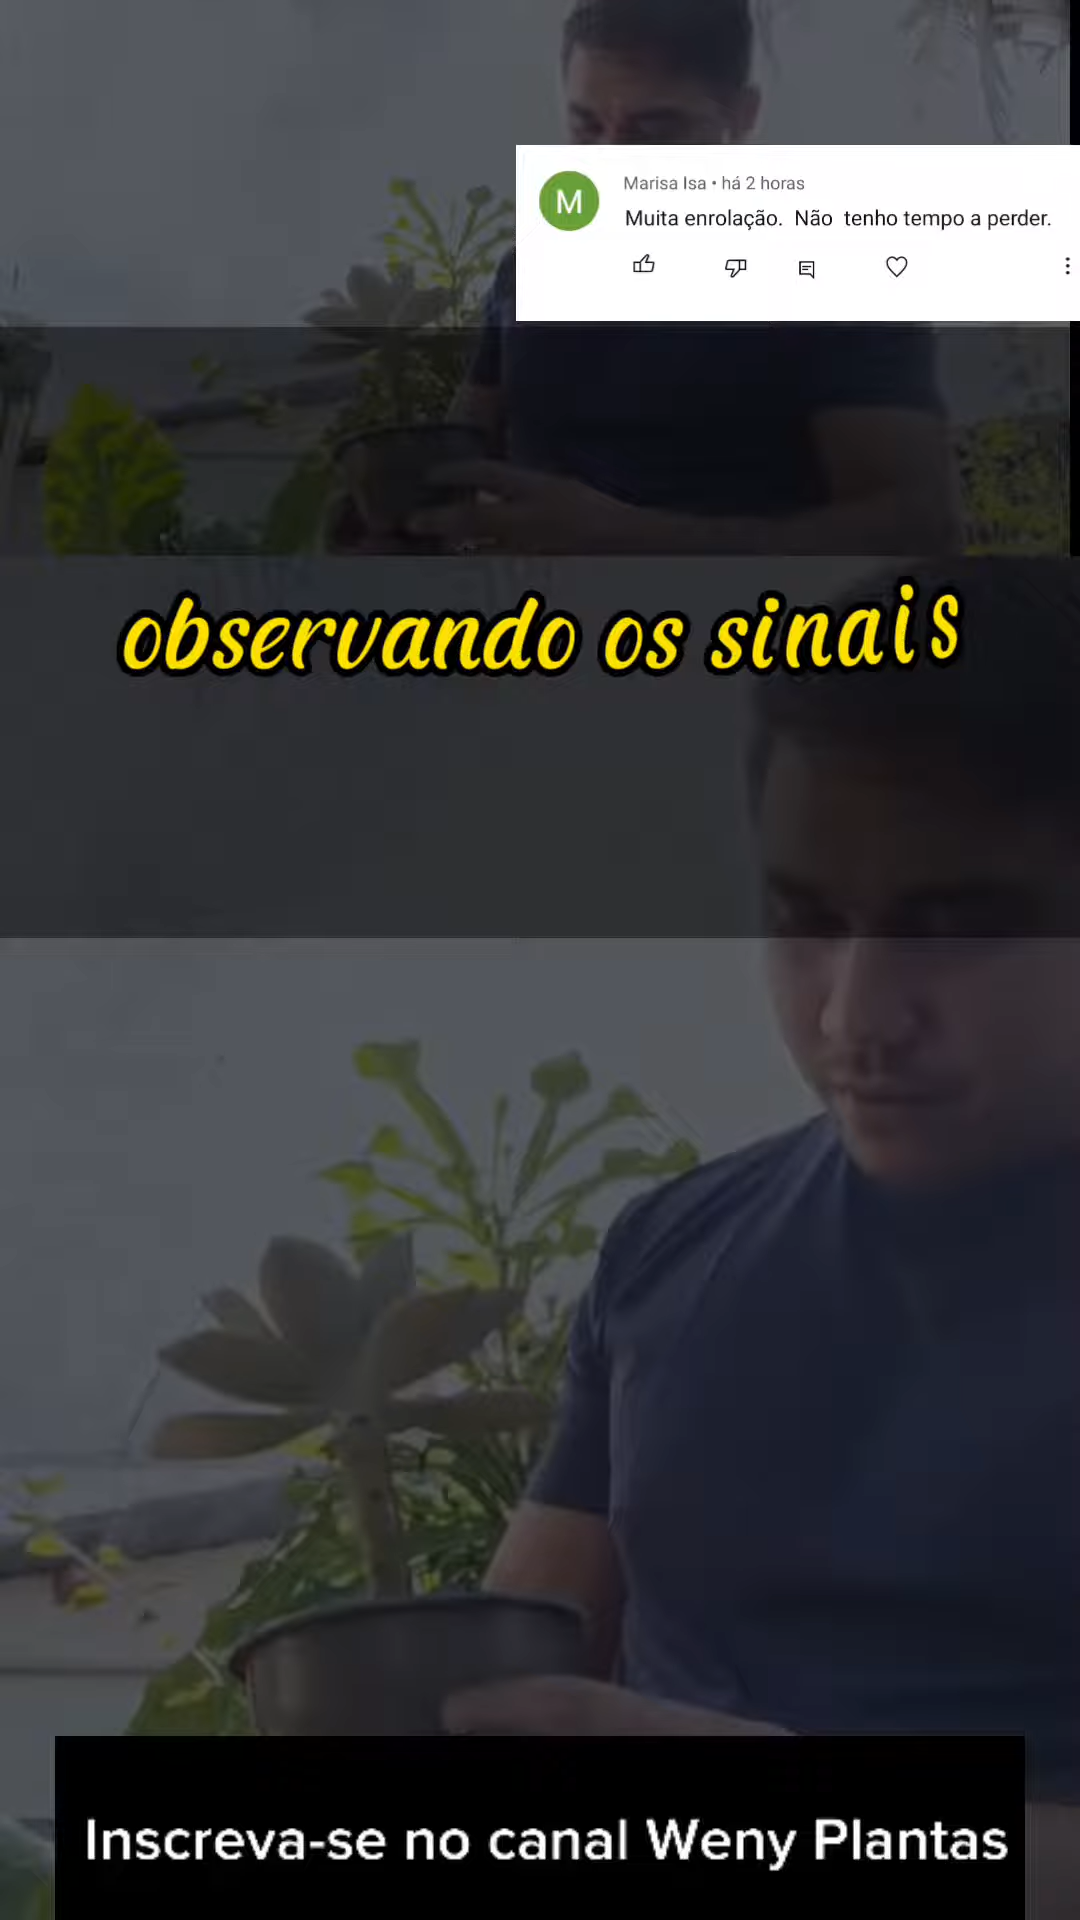 Marisa Isa • há 2 horas
M
Muita enrolação. Não tenho tempo a perder.
observando os sinais
Inscreva-se no canal Weny Plantas